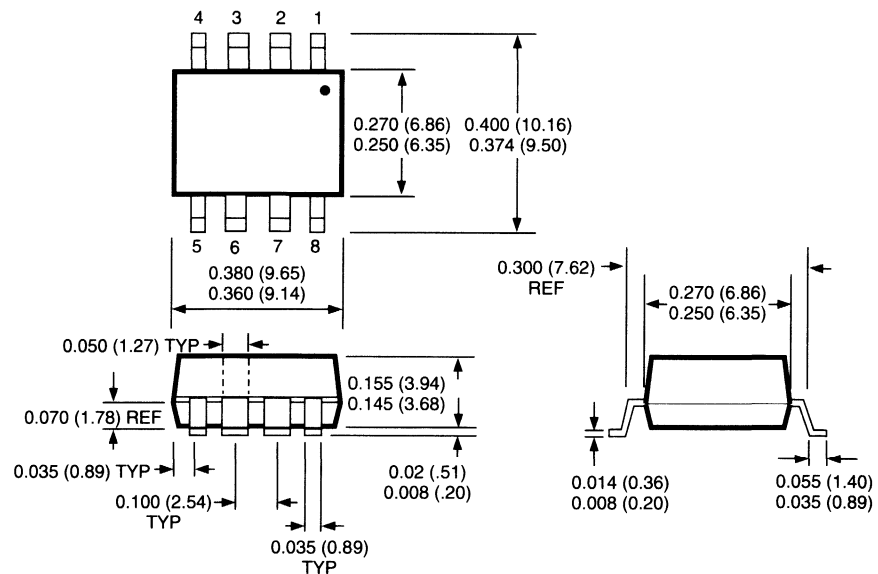 4 3 2 1
0.270 (6.86)
0.250 (6.35)
0.400 (10.16)
0.374 (9.50)
5 6 7 8
0.380 (9.65)
0.360 (9.14)
0.300 (7.62)
REF
0.270 (6.86)
0.250 (6.35)
0.050 (1.27) TYP
0.155 (3.94)
0.145 (3.68)
0.070 (1.78) REF
0.035 (0.89) TYP
0.02 (.51)
0.008 (.20)
0.014 (0.36)
0.008 (0.20)
0.055 (1.40)
0.035 (0.89)
0.100 (2.54)
TYP
0.035 (0.89)
TYP